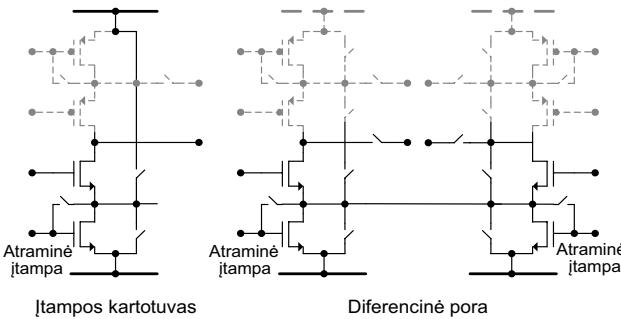 Atraminė
įtampa
Atraminė
įtampa
Atraminė
įtampa
Įtampos kartotuvas
Diferencinė pora